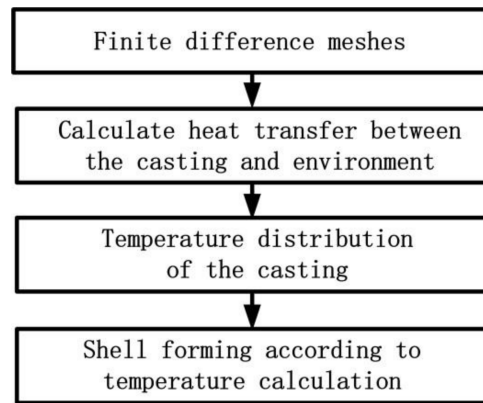 Finite difference meshes
Calculate heat transfer between
the casting and environment
Temperature distribution
of the casting
Shell forming according to
temperature calculation